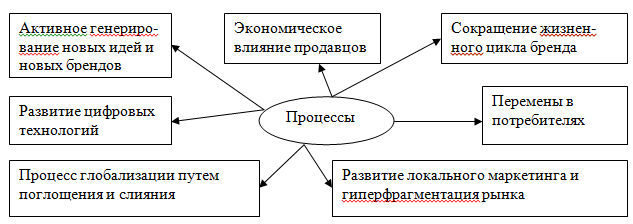 Активное генериро-
вание новых идей и
новых брендов
Экономическое
влияние продавцов
Сокращение жизнен-
ного цикла бренда
Развитие цифровых
технологий
Процессы
Перемены в
потребителях
Процесс глобализации путем
поглощения и слияния
Развитие локального маркетинга и
гиперфрагментация рынка